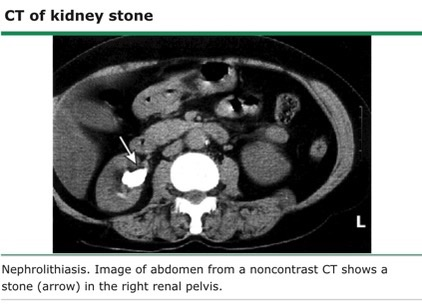 CT of kidney stone
L
Nephrolithiasis. Image of abdomen from a noncontrast CT shows a
stone (arrow) in the right renal pelvis.